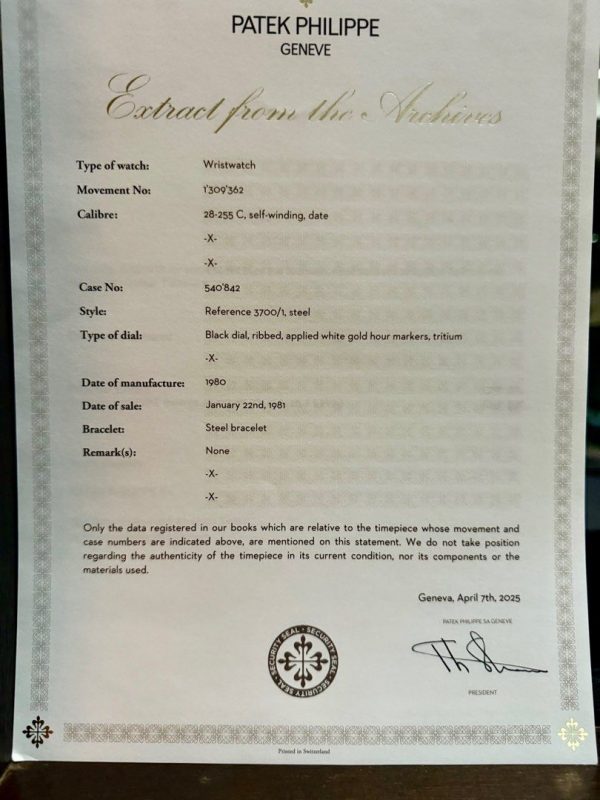 PATEK PHILIPPE
GENEVE
Extract from the Archives
Type of watch: Wristwatch
Movement No: 1'309'362
Calibre: 28-255 C, self-winding, date
-X-
-X-
Case No: 540'842
Style: Reference 3700/1, steel
Type of dial: Black dial, ribbed, applied white gold hour markers, tritium
-X-
Date of manufacture: 1980
Date of sale: January 22nd, 1981
Bracelet: Steel bracelet
Remark(s): None
-X-
-X-
Only the data registered in our books which are relative to the timepiece whose movement and
case numbers are indicated above, are mentioned on this statement. We do not take position
regarding the authenticity of the timepiece in its current condition, nor its components or the
materials used.
Geneva, April 7th, 2025
PATEK PHILIPPE SA GENEVE
SECURITY SEAL - SECURITY SEAL - SECURITY SEAL -
PRESIDENT
Printed in Switzerland